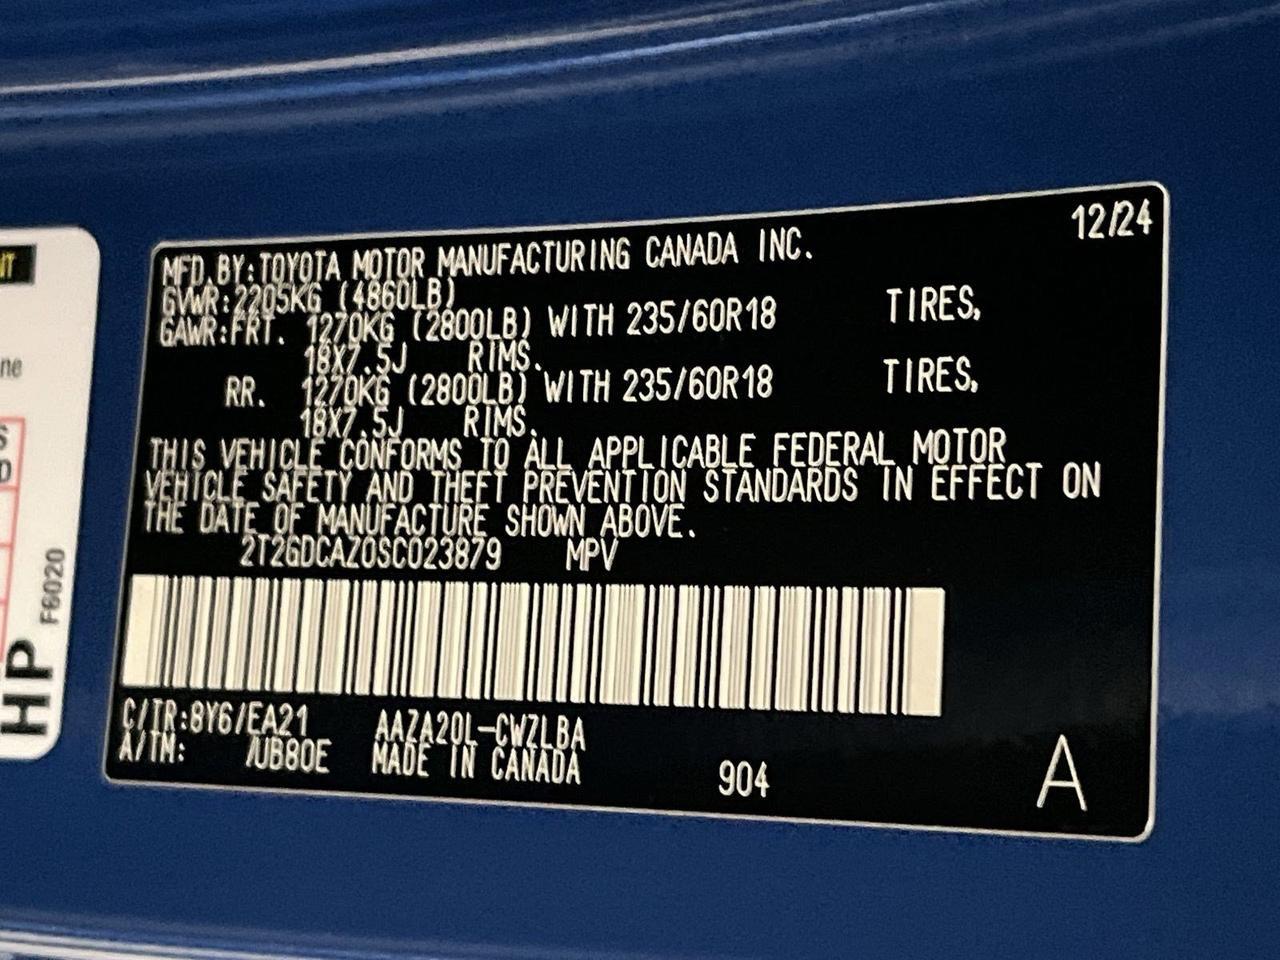 12/24
MFD.BY:TOYOTA MOTOR MANUFACTURING CANADA INC.
GVWR:2205KG (4860LB)
GAWR:FRT. 1270KG (2800LB) WITH 235/60R18 TIRES,
18X7.5J RIMS.
RR. 1270KG (2800LB) WITH 235/60R18 TIRES,
18X7.5J RIMS.
THIS VEHICLE CONFORMS TO ALL APPLICABLE FEDERAL MOTOR
VEHICLE SAFETY AND THEFT PREVENTION STANDARDS IN EFFECT ON
THE DATE OF MANUFACTURE SHOWN ABOVE.
2T2GDCAZ0SC023879 MPV
C/TR:8Y6/EA21 AAZA20L-CWZLBA
A/TM: /UB80E MADE IN CANADA
904
A
HP
F6020
ne
S
D